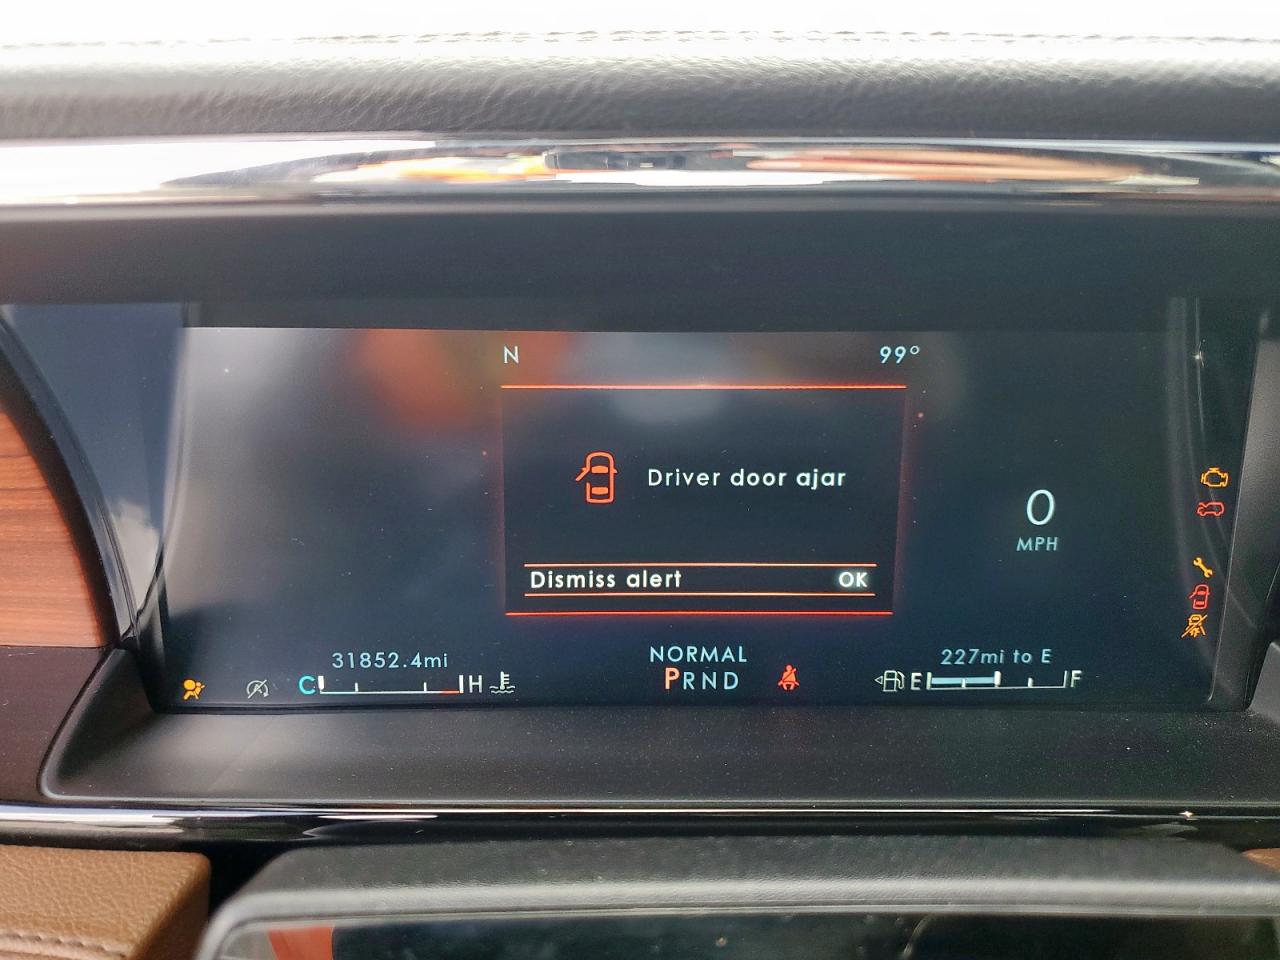 N
99°
Driver door ajar
0
MPH
Dismiss alert OK
31852.4mi
NORMAL
227mi to E
C H
PRND
E F